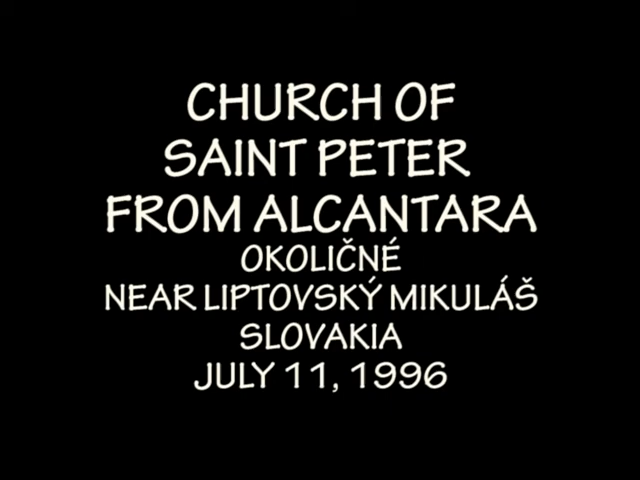 CHURCH OF
SAINT PETER
FROM ALCANTARA
OKOLIČNÉ
NEAR LIPTOVSKÝ MIKULÁŠ
SLOVAKIA
JULY 11, 1996